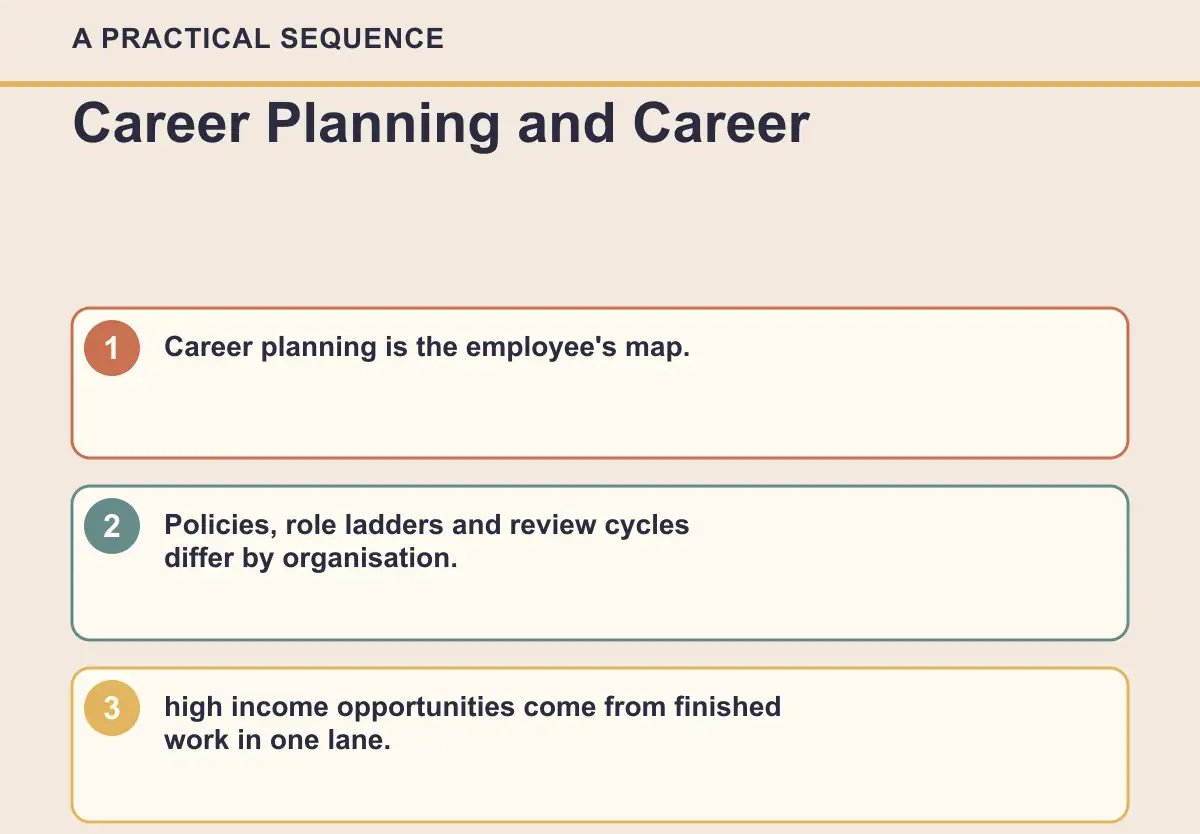 A PRACTICAL SEQUENCE
Career Planning and Career
1
Career planning is the employee's map.
2
Policies, role ladders and review cycles
differ by organisation.
3
high income opportunities come from finished
work in one lane.